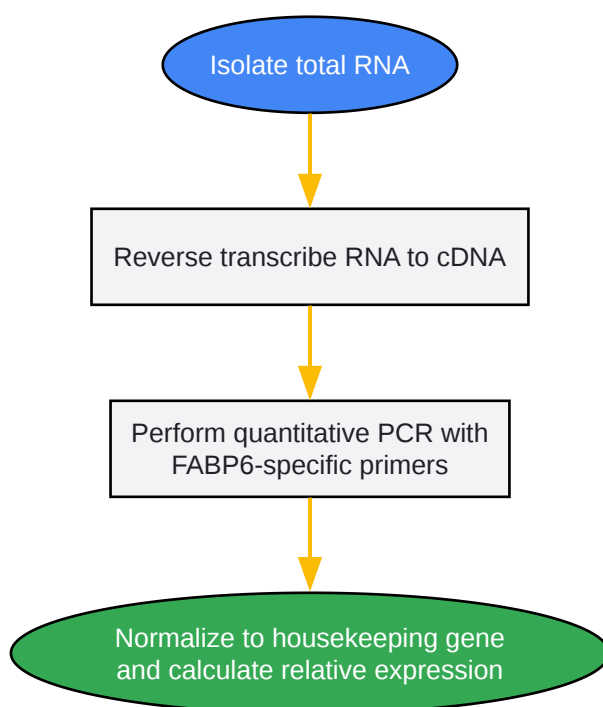 Isolate total RNA
Reverse transcribe RNA to cDNA
Perform quantitative PCR with
FABP6-specific primers
Normalize to housekeeping gene
and calculate relative expression